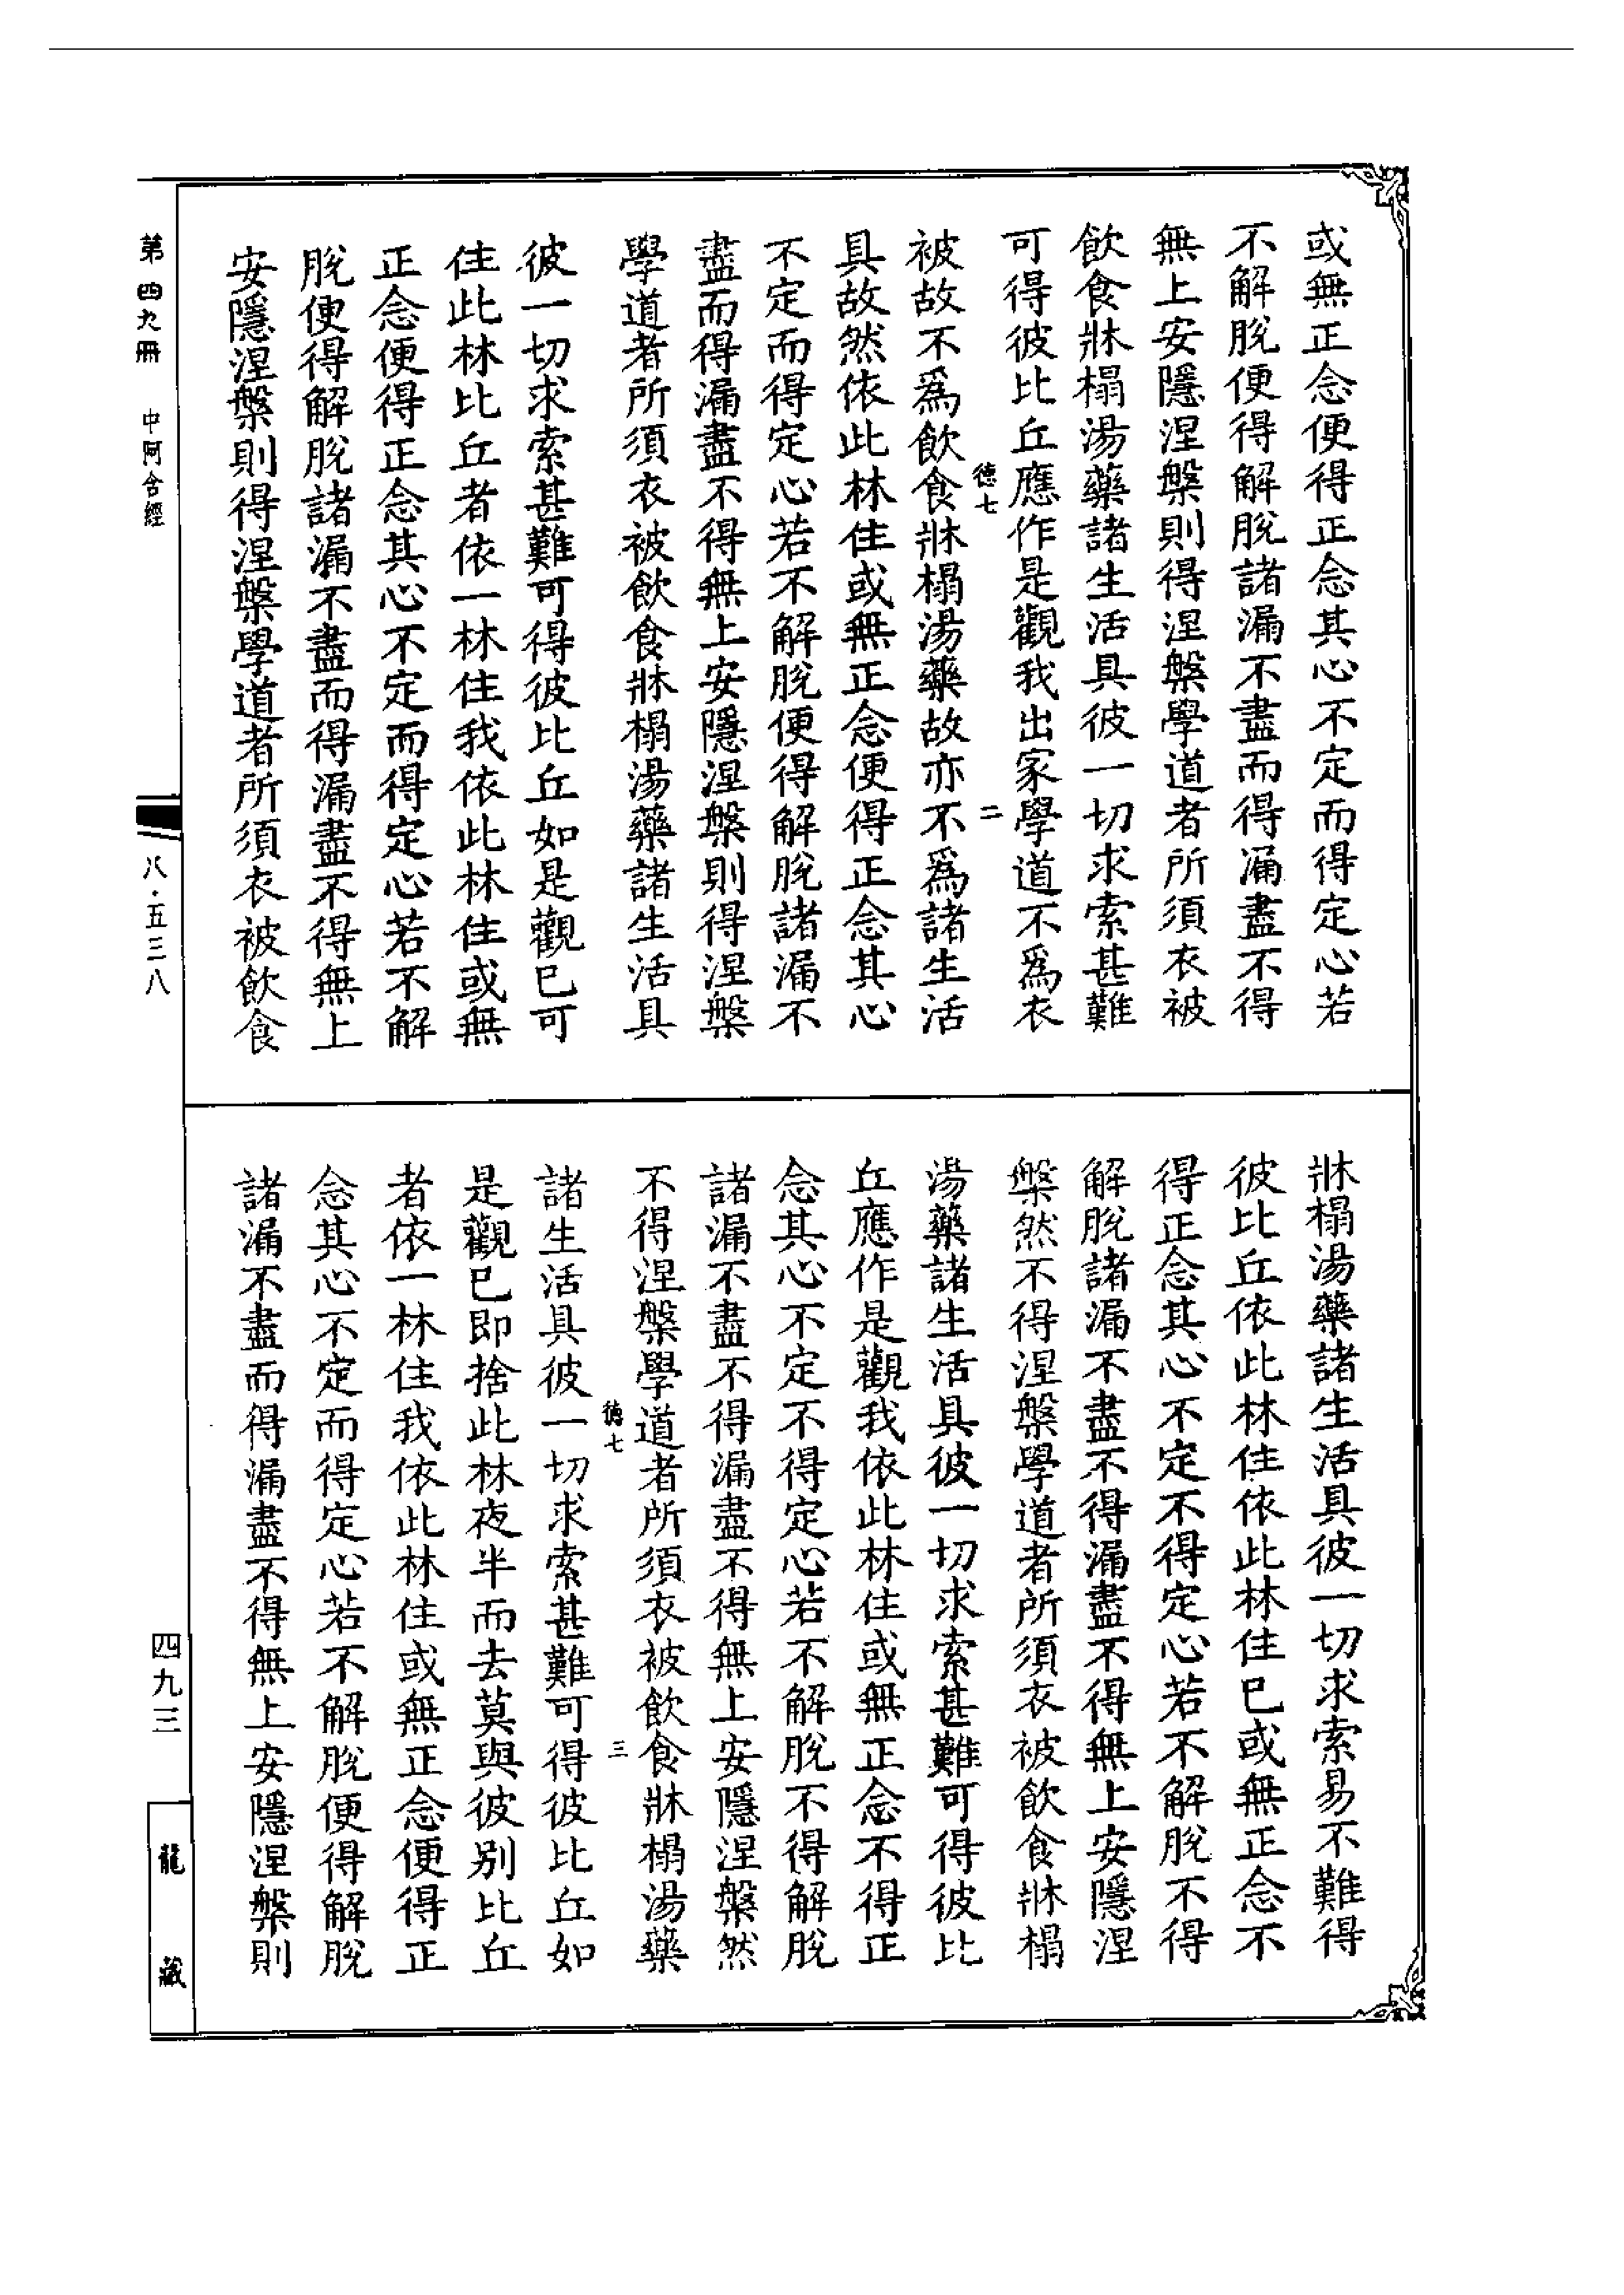 或無正念便得正念其心不定而得定心若
不解脫便得解脫諸漏不盡而得漏盡不得
無上安隱涅槃則得涅槃學道者所須衣被
飲食牀榻湯藥諸生活具彼一切求索甚難
可得彼比丘應作是觀我出家學道不為衣
德七 二
被故不為飲食牀榻湯藥故亦不為諸生活
具故然依此林住或無正念便得正念其心
不定而得定心若不解脫便得解脫諸漏不
盡而得漏盡不得無上安隱涅槃則得涅槃
學道者所須衣被飲食牀榻湯藥諸生活具
彼一切求索甚難可得彼比丘如是觀已可
住此林比丘者依一林住我依此林住或無
正念便得正念其心不定而得定心若不解
脫便得解脫諸漏不盡而得漏盡不得無上
安隱涅槃則得涅槃學道者所須衣被飲食
牀榻湯藥諸生活具彼一切求索易不難得
彼比丘依此林住依此林住已或無正念不
得正念其心不定不得定心若不解脫不得
解脫諸漏不盡不得漏盡不得無上安隱涅
槃然不得涅槃學道者所須衣被飲食牀榻
湯藥諸生活具彼一切求索甚難可得彼比
丘應作是觀我依此林住或無正念不得正
念其心不定不得定心若不解脫不得解脫
諸漏不盡不得漏盡不得無上安隱涅槃然
不得涅槃學道者所須衣被飲食牀榻湯藥
德七 三
諸生活具彼一切求索甚難可得彼比丘如
是觀已即捨此林夜半而去莫與彼別比丘
者依一林住我依此林住或無正念便得正
念其心不定而得定心若不解脫便得解脫
諸漏不盡而得漏盡不得無上安隱涅槃則
第四九冊 中阿含經
八·五三八
四九三
龍藏